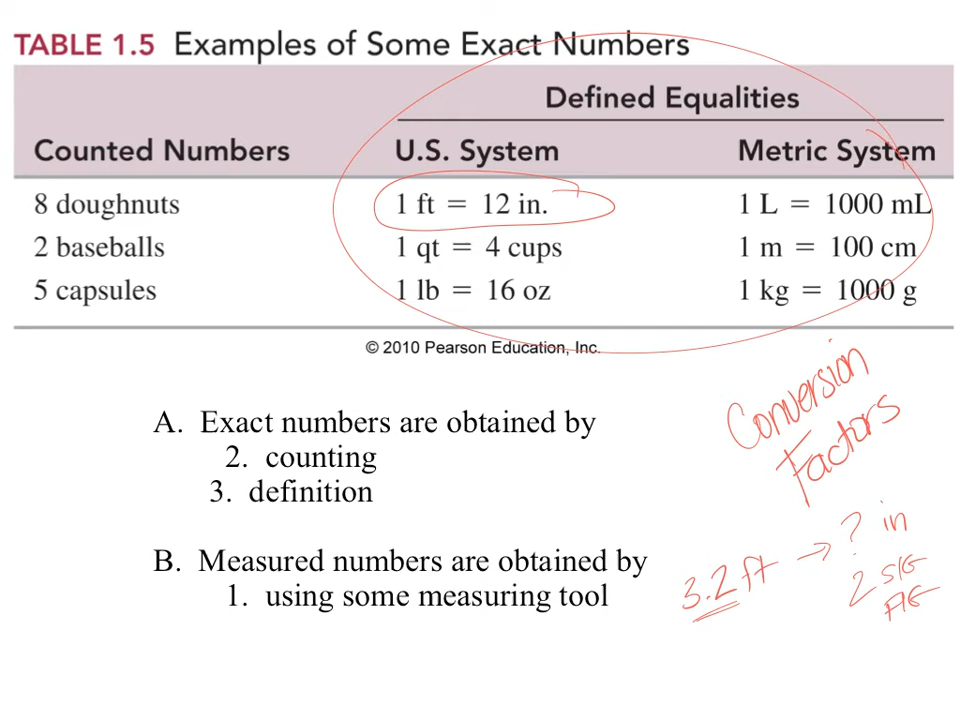 TABLE 1.5 Examples of Some Exact Numbers
Defined Equalities
Counted Numbers U.S. System Metric System
8 doughnuts 1 ft = 12 in. 1 L = 1000 mL
2 baseballs 1 qt = 4 cups 1 m = 100 cm
5 capsules 1 lb = 16 oz 1 kg = 1000 g
© 2010 Pearson Education, Inc.
Conversion
Factors
A. Exact numbers are obtained by
2. counting
3. definition
B. Measured numbers are obtained by
1. using some measuring tool
3.2 ft → ? in
2 SIG
FIG